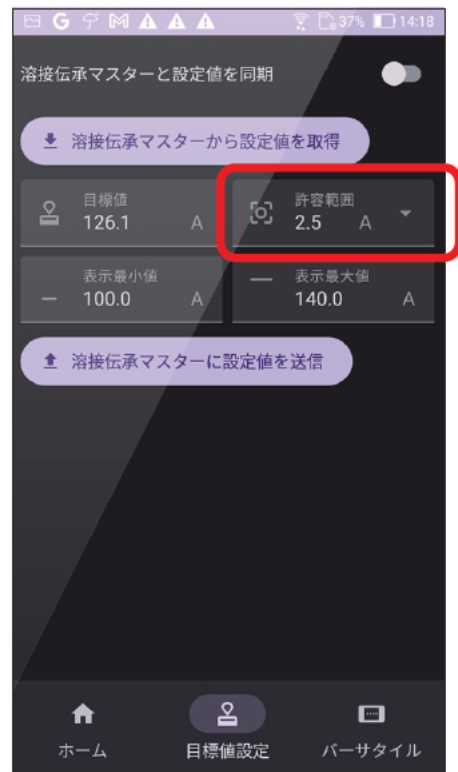 37% 14:18
溶接伝承マスターと設定値を同期
溶接伝承マスターから設定値を取得
目標値
126.1 A
許容範囲
2.5 A
表示最小値
100.0 A
表示最大値
140.0 A
溶接伝承マスターに設定値を送信
ホーム 目標値設定 バーサタイル